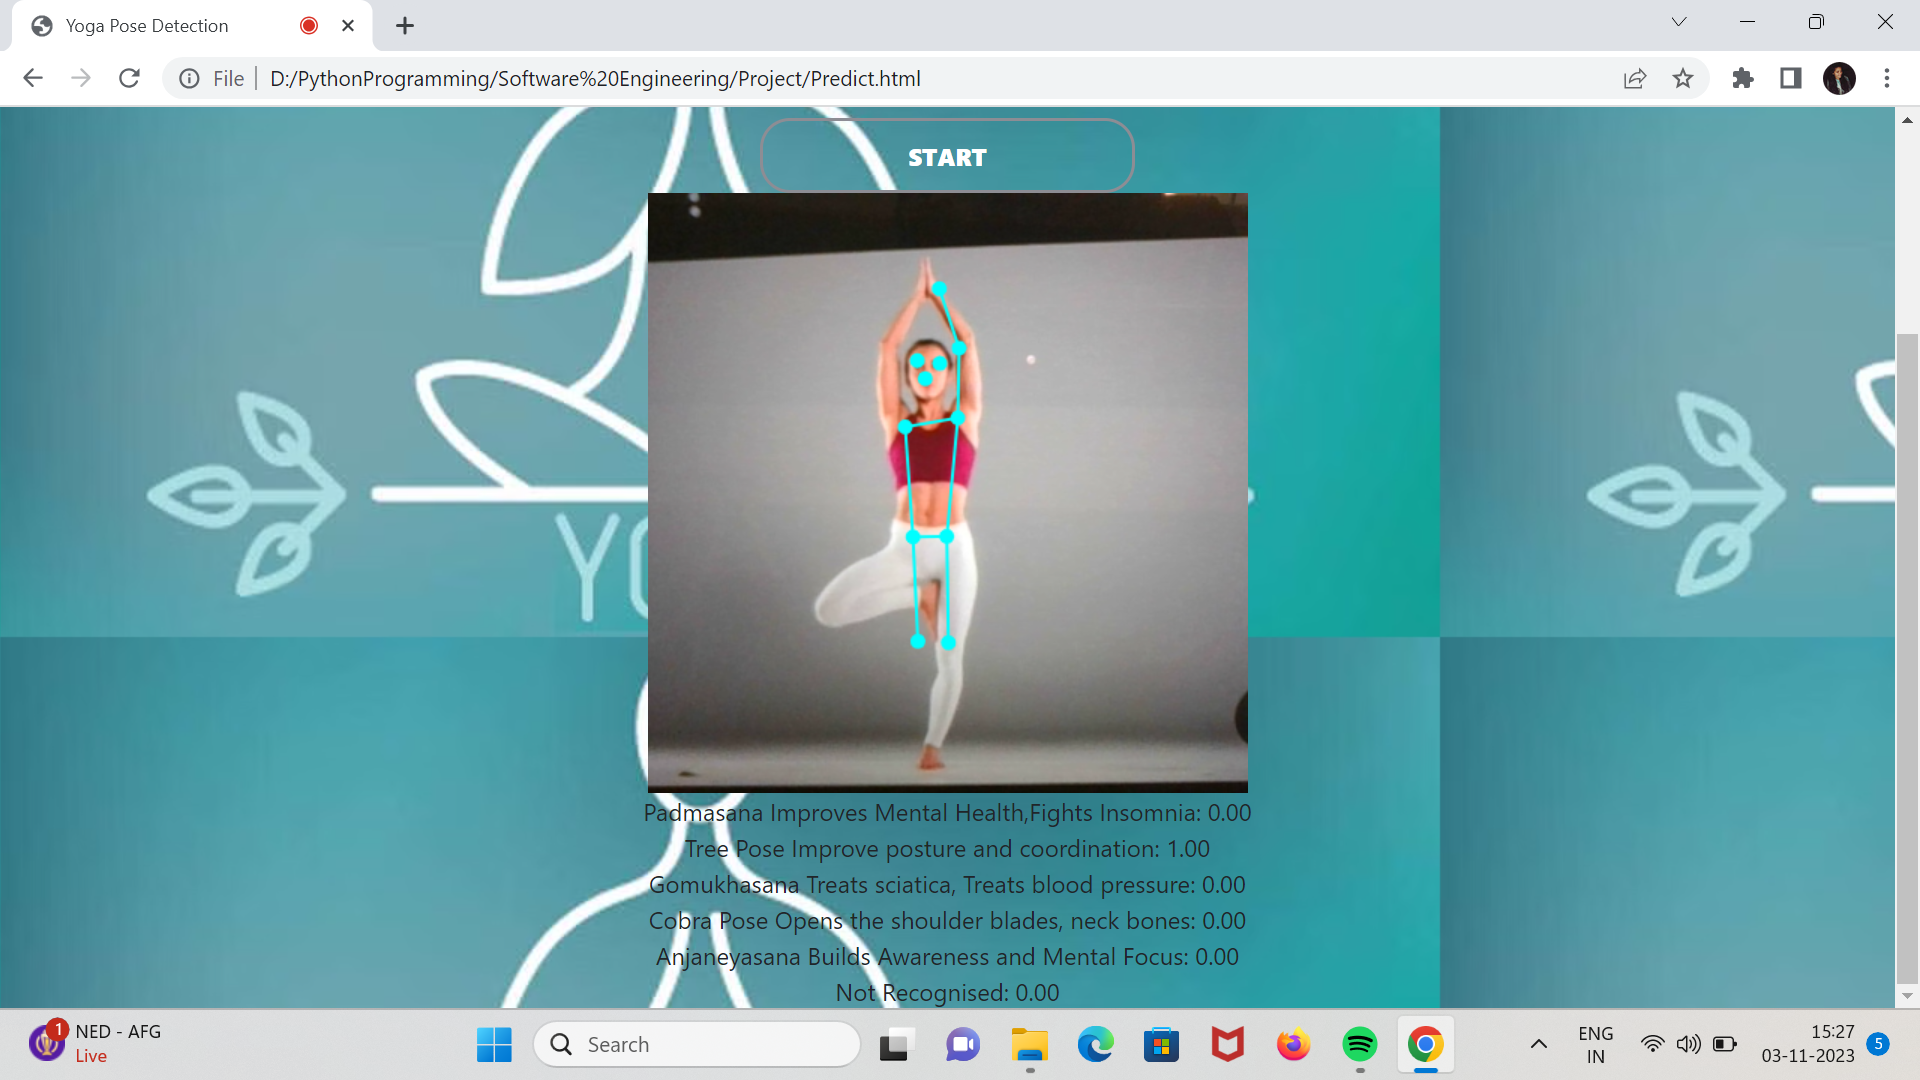 Yoga Pose Detection
File
D:/PythonProgramming/Software%20Engineering/Project/Predict.html
START
YO
Padmasana Improves Mental Health,Fights Insomnia: 0.00
Tree Pose Improve posture and coordination: 1.00
Gomukhasana Treats sciatica, Treats blood pressure: 0.00
Cobra Pose Opens the shoulder blades, neck bones: 0.00
Anjaneyasana Builds Awareness and Mental Focus: 0.00
Not Recognised: 0.00
1
NED - AFG
Live
Search
ENG
IN
15:27
03-11-2023
5